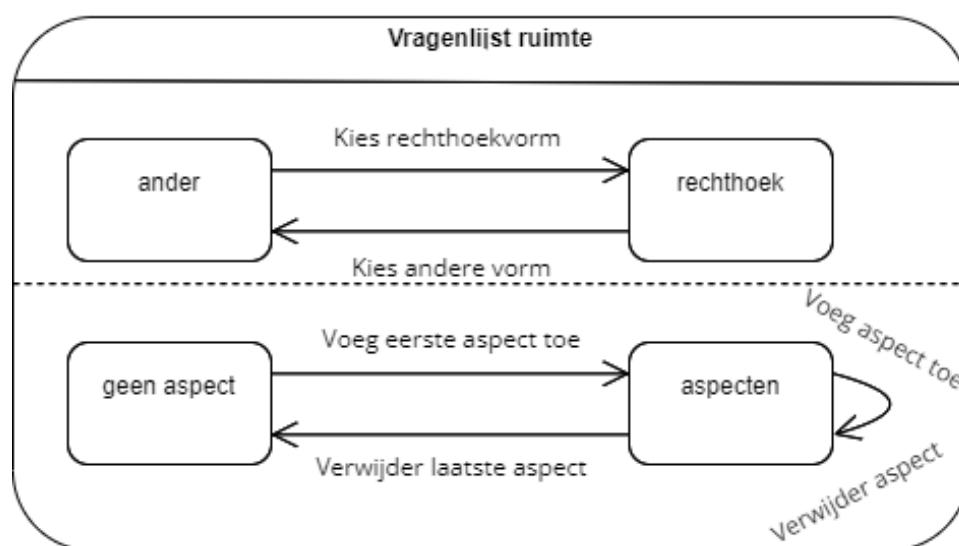 Vragenlijst ruimte
Kies rechthoekvorm
ander
rechthoek
Kies andere vorm
Voeg eerste aspect toe
Voeg aspect toe
geen aspect
aspecten
Verwijder laatste aspect
Verwijder aspect